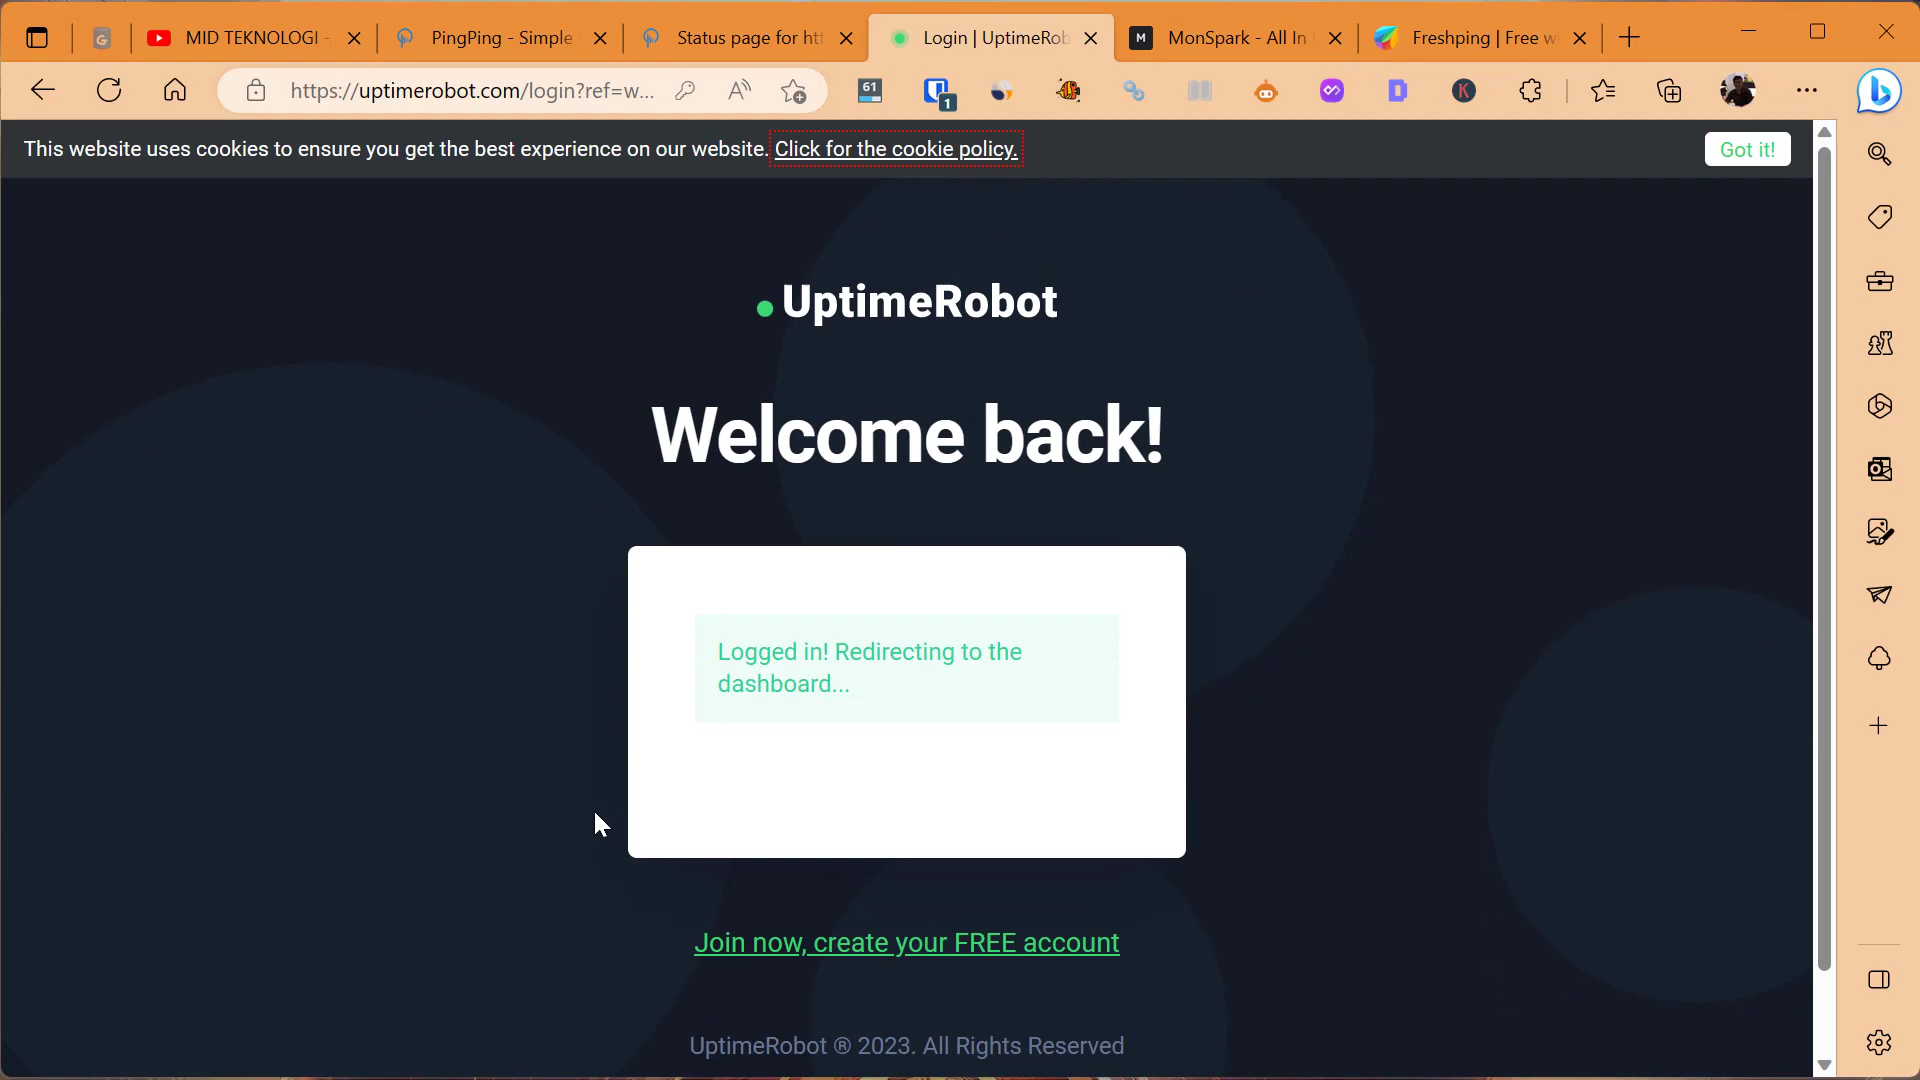 MID TEKNOLOGI -
PingPing - Simple
Status page for htt
Login | UptimeRob
M
MonSpark - All In
Freshping | Free w
https://uptimerobot.com/login?ref=w...
61
1
D
K
This website uses cookies to ensure you get the best experience on our website. Click for the cookie policy.
Got it!
UptimeRobot
Welcome back!
Logged in! Redirecting to the
dashboard...
Join now, create your FREE account
UptimeRobot ® 2023. All Rights Reserved